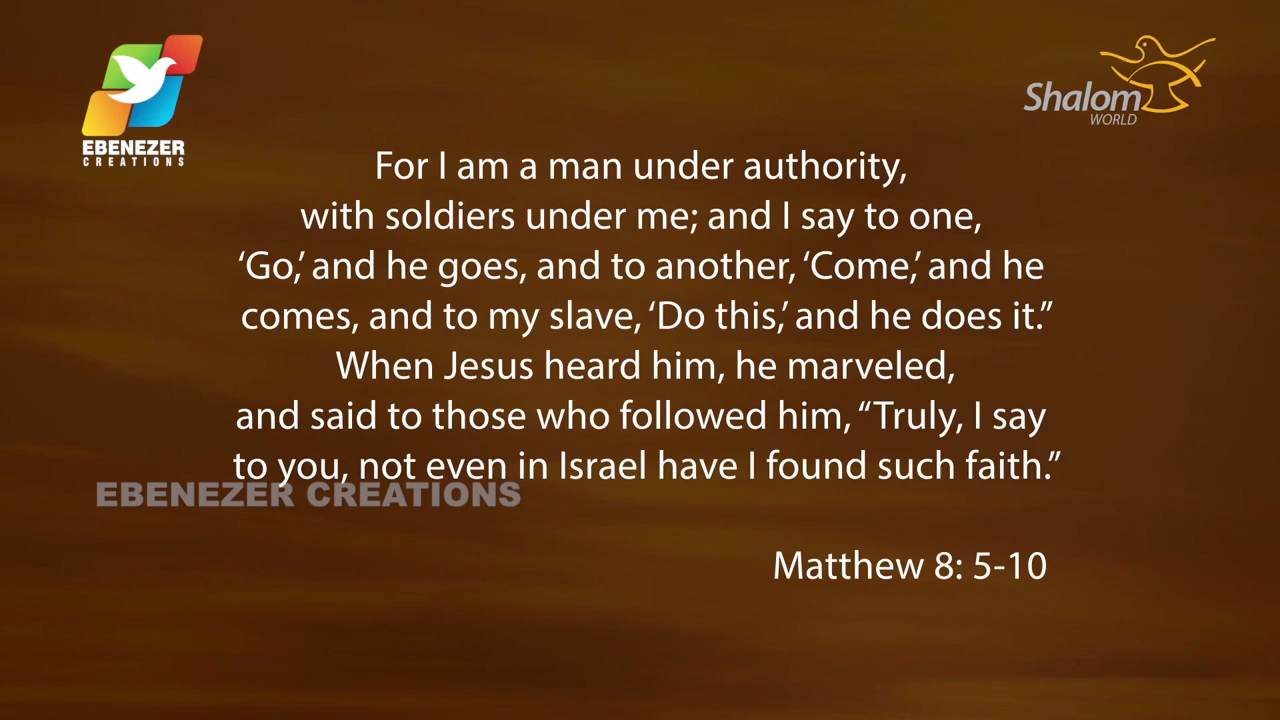 EBENEZER
CREATIONS
Shalom
WORLD
For I am a man under authority,
with soldiers under me; and I say to one,
‘Go,’ and he goes, and to another, ‘Come,’ and he
comes, and to my slave, ‘Do this,’ and he does it.”
When Jesus heard him, he marveled,
and said to those who followed him, “Truly, I say
to you, not even in Israel have I found such faith.”
EBENEZER CREATIONS
Matthew 8: 5-10